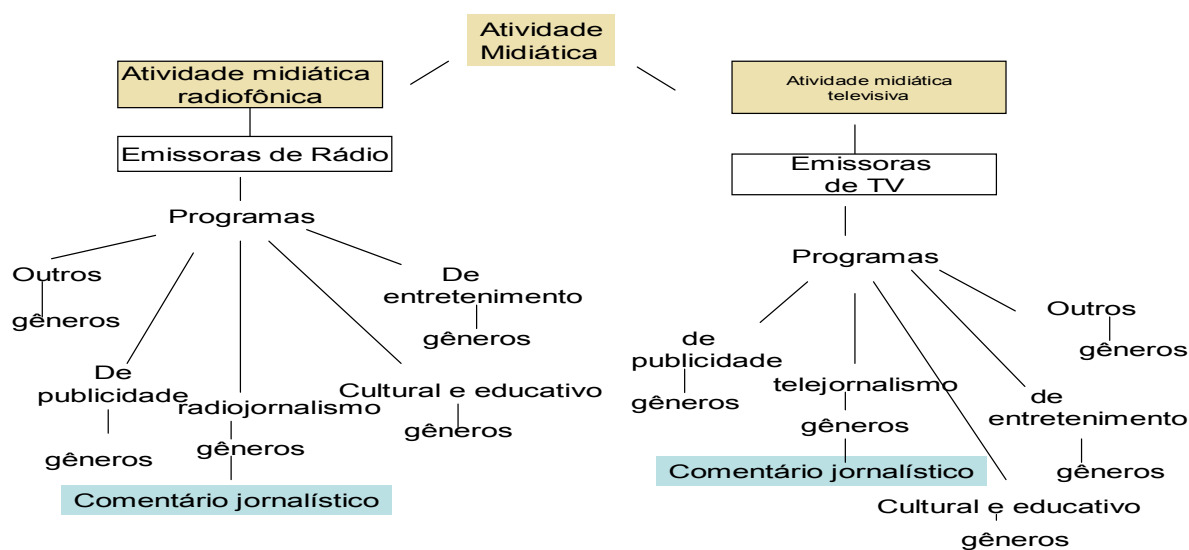 Atividade
Midiática
Atividade midiática
radiofônica
Emissoras de Rádio
Programas
Outros
gêneros
De
publicidade
gêneros
radiojornalismo
gêneros
Comentário jornalístico
Cultural e educativo
gêneros
De
entretenimento
gêneros
Atividade midiática
televisiva
Emissoras
de TV
Programas
de
publicidade
gêneros
telejornalismo
gêneros
Comentário jornalístico
Cultural e educativo
gêneros
de
entretenimento
gêneros
Outros
gêneros